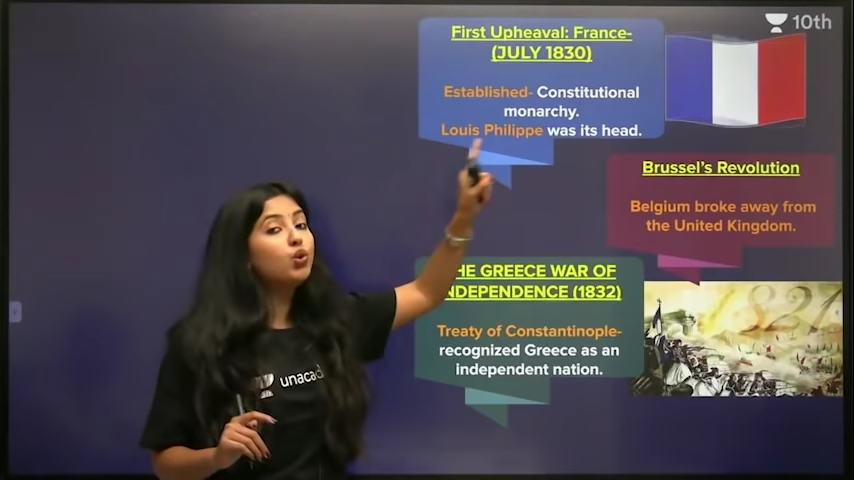 10th
First Upheaval: France-
(JULY 1830)
Established- Constitutional
monarchy.
Louis Philippe was its head.
Brussel's Revolution
Belgium broke away from
the United Kingdom.
HE GREECE WAR OF
NDEPENDENCE (1832)
Treaty of Constantinople-
recognized Greece as an
independent nation.
unacad